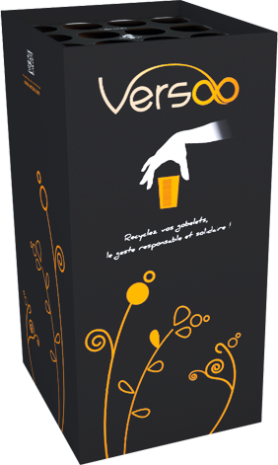 Versoo
Recyclez vos gobelets,
le geste responsable et solidaire !